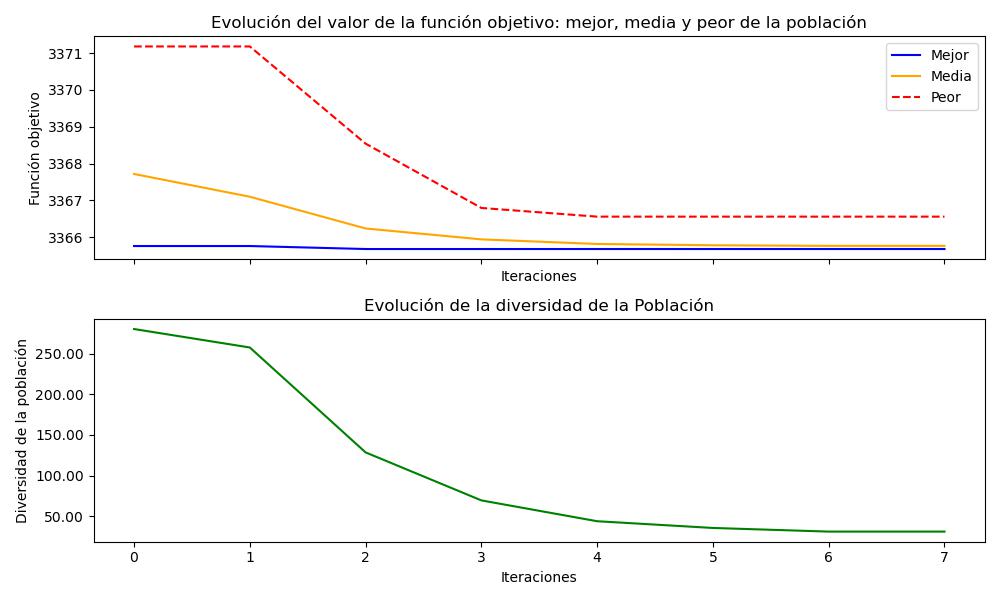 Evolución del valor de la función objetivo: mejor, media y peor de la población
3371
3370
3369
3368
3367
3366
Función objetivo
Mejor
Media
Peor
Iteraciones
Evolución de la diversidad de la Población
250.00
200.00
150.00
100.00
50.00
Diversidad de la población
0 1 2 3 4 5 6 7
Iteraciones